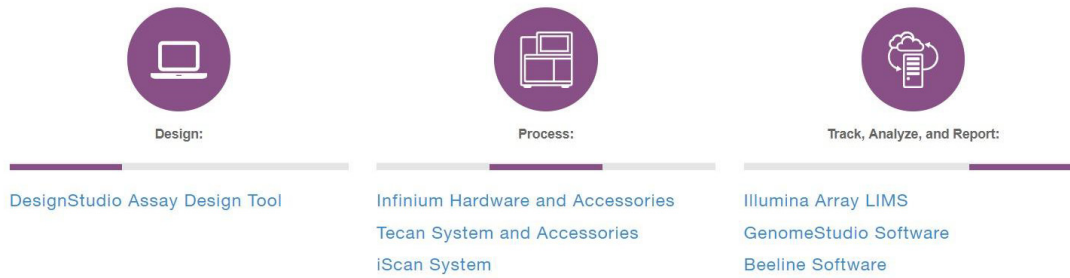 Design:
DesignStudio Assay Design Tool
Process:
Infinium Hardware and Accessories
Tecan System and Accessories
iScan System
Track, Analyze, and Report:
Illumina Array LIMS
GenomeStudio Software
Beeline Software